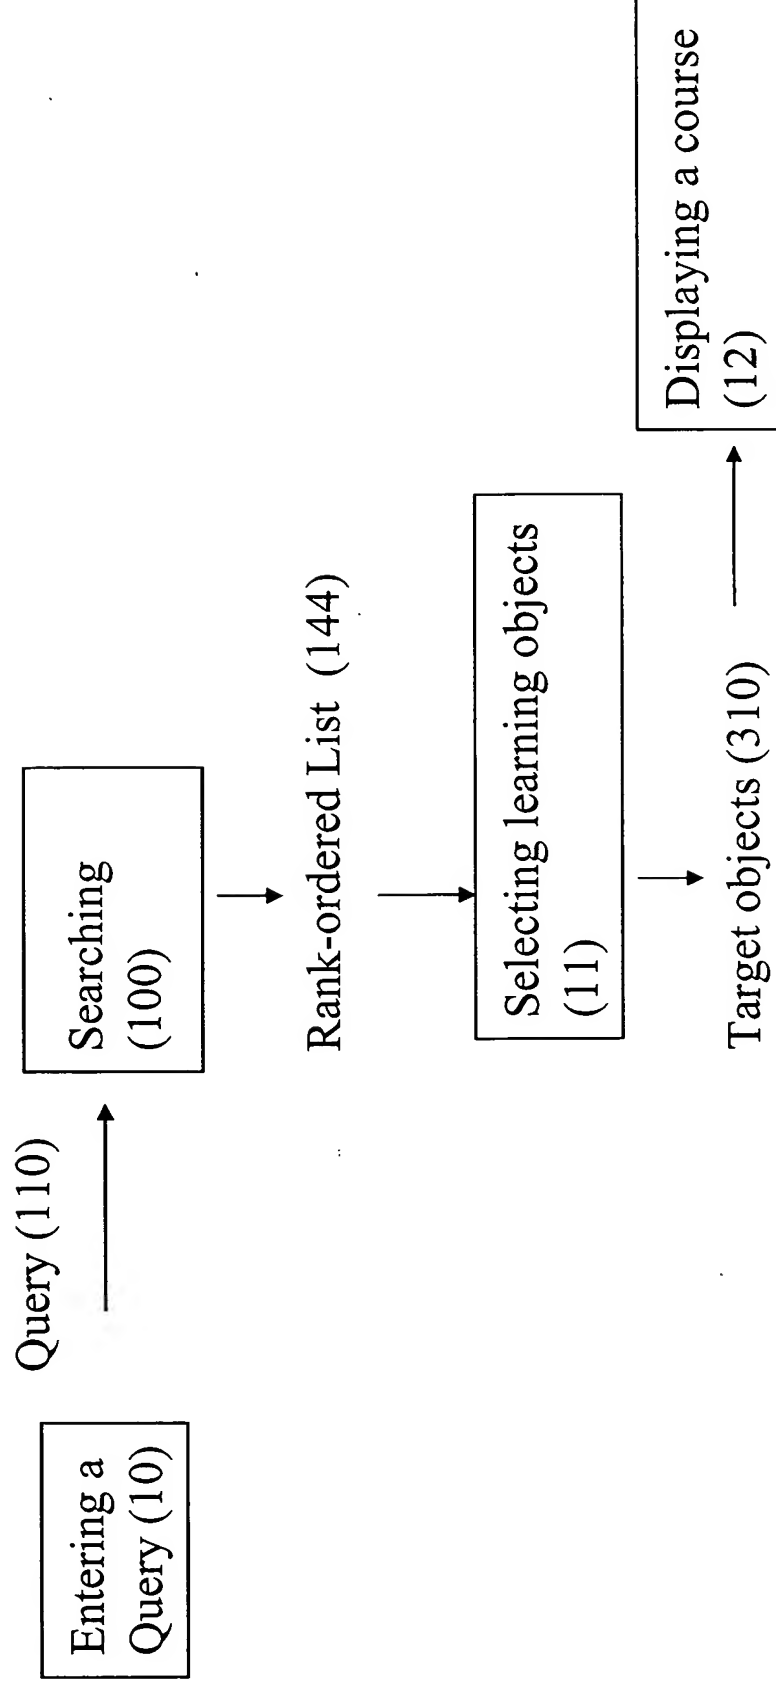 Entering a
Query (10)
Query (110)
Searching
(100)
Rank-ordered List (144)
Selecting learning objects
(11)
Target objects (310)
Displaying a course
(12)